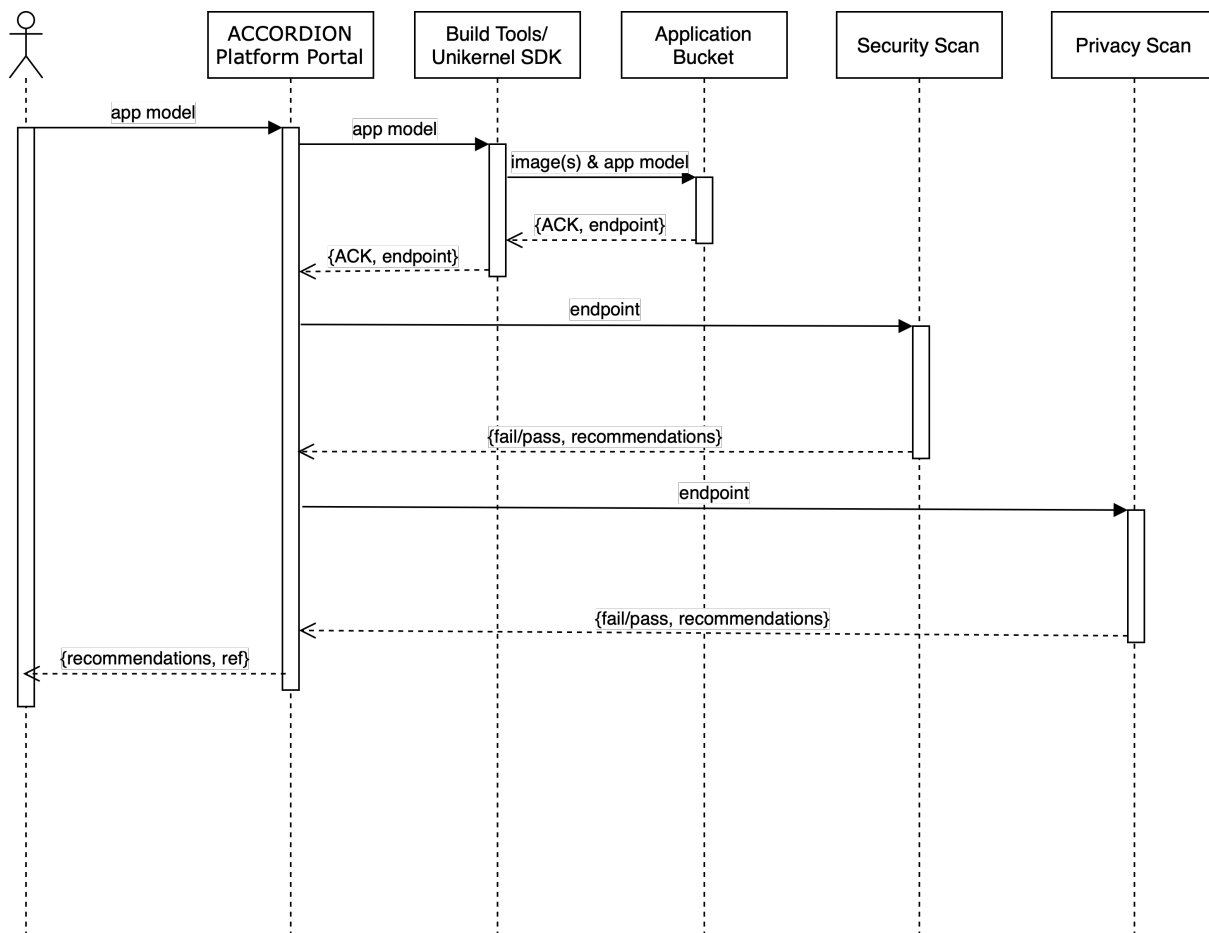 ACCORDION
Platform Portal
Build Tools/
Unikernel SDK
Application
Bucket
Security Scan
Privacy Scan
app model
app model
image(s) & app model
{ACK, endpoint}
{ACK, endpoint}
endpoint
{fail/pass, recommendations}
endpoint
{fail/pass, recommendations}
{recommendations, ref}